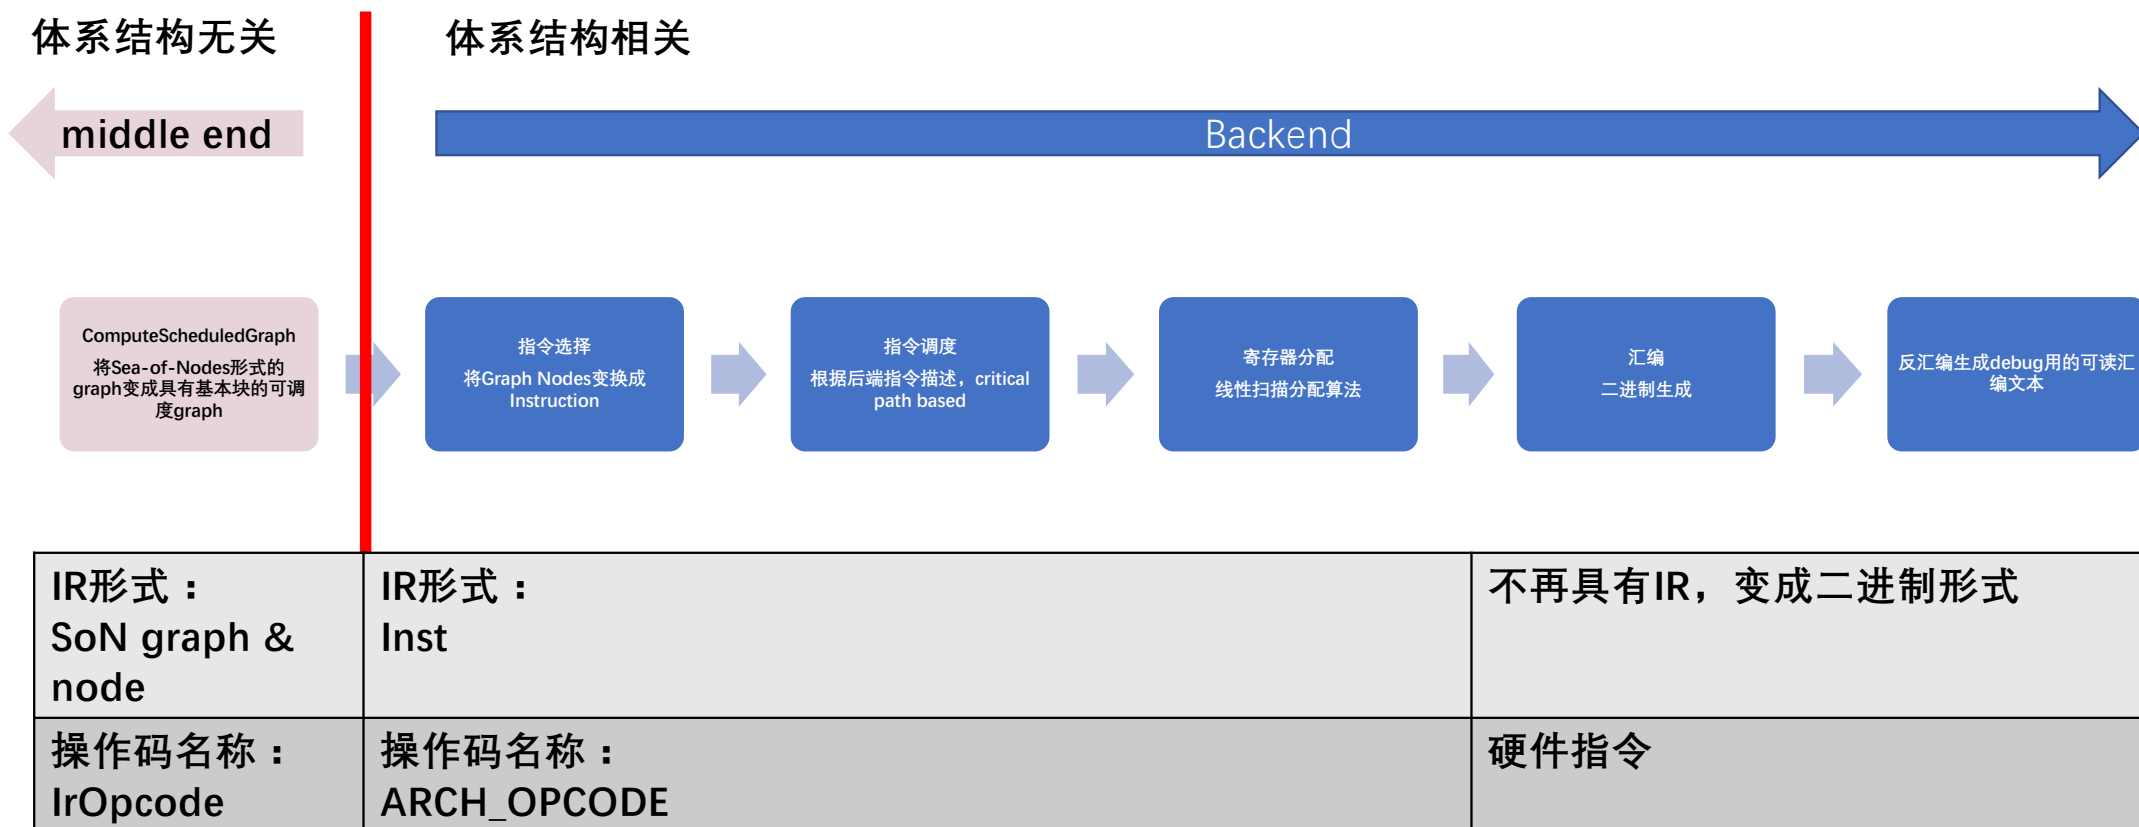 体系结构无关
体系结构相关
middle end
Backend
ComputeScheduledGraph
将Sea-of-Nodes形式的
graph变成具有基本块的可调
度graph
指令选择
将Graph Nodes变换成
Instruction
指令调度
根据后端指令描述，critical
path based
寄存器分配
线性扫描分配算法
汇编
二进制生成
反汇编生成debug用的可读汇
编文本
IR形式：
SoN graph &
node
IR形式：
Inst
不再具有IR，变成二进制形式
操作码名称：
IrOpcode
操作码名称：
ARCH_OPCODE
硬件指令